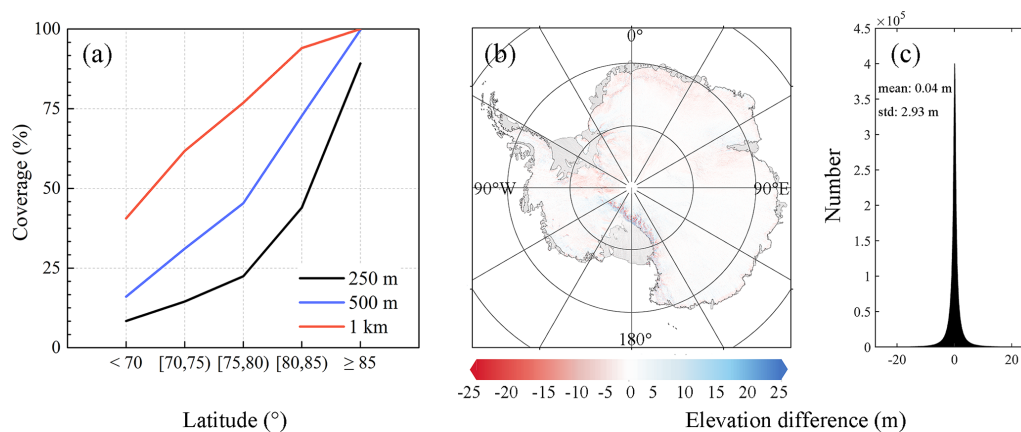 (a)
100
75
50
25
0
Coverage (%)
250 m
500 m
1 km
< 70 [70,75) [75,80) [80,85) ≥ 85
Latitude (°)
(b)
0°
90°W
90°E
180°
-25 -20 -15 -10 -5 0 5 10 15 20 25
Elevation difference (m)
(c)
×10⁵
4.5
4
3.5
3
2.5
2
1.5
1
0.5
0
Number
mean: 0.04 m
std: 2.93 m
-20 0 20